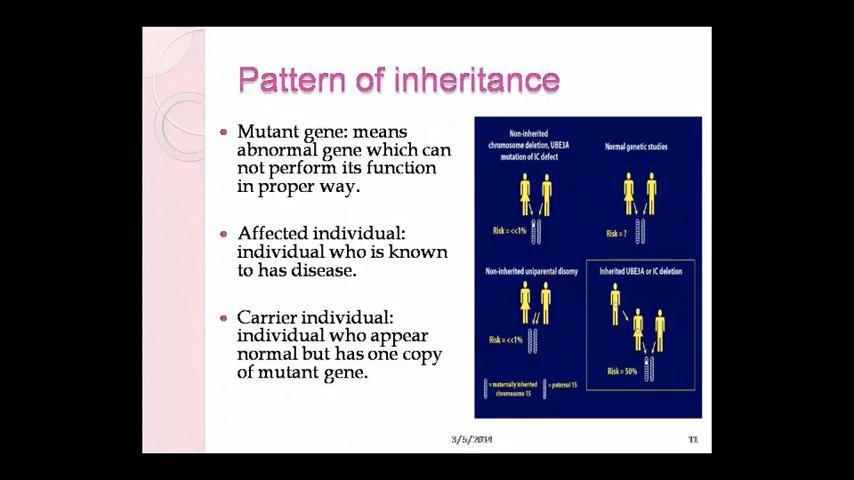 Pattern of inheritance
Mutant gene: means
abnormal gene which can
not perform its function
in proper way.
Affected individual:
individual who is known
to has disease.
Carrier individual:
individual who appear
normal but has one copy
of mutant gene.
Non-inherited
chromosome deletion, UBE3A
mutation of IC defect
Risk = <<1%
Normal genetic studies
Risk = ?
Non-inherited uniparental disomy
Risk = <<1%
Inherited UBE3A or IC deletion
Risk = 50%
= maternally inherited
chromosome 15
= paternal 15
3/5/2014
11